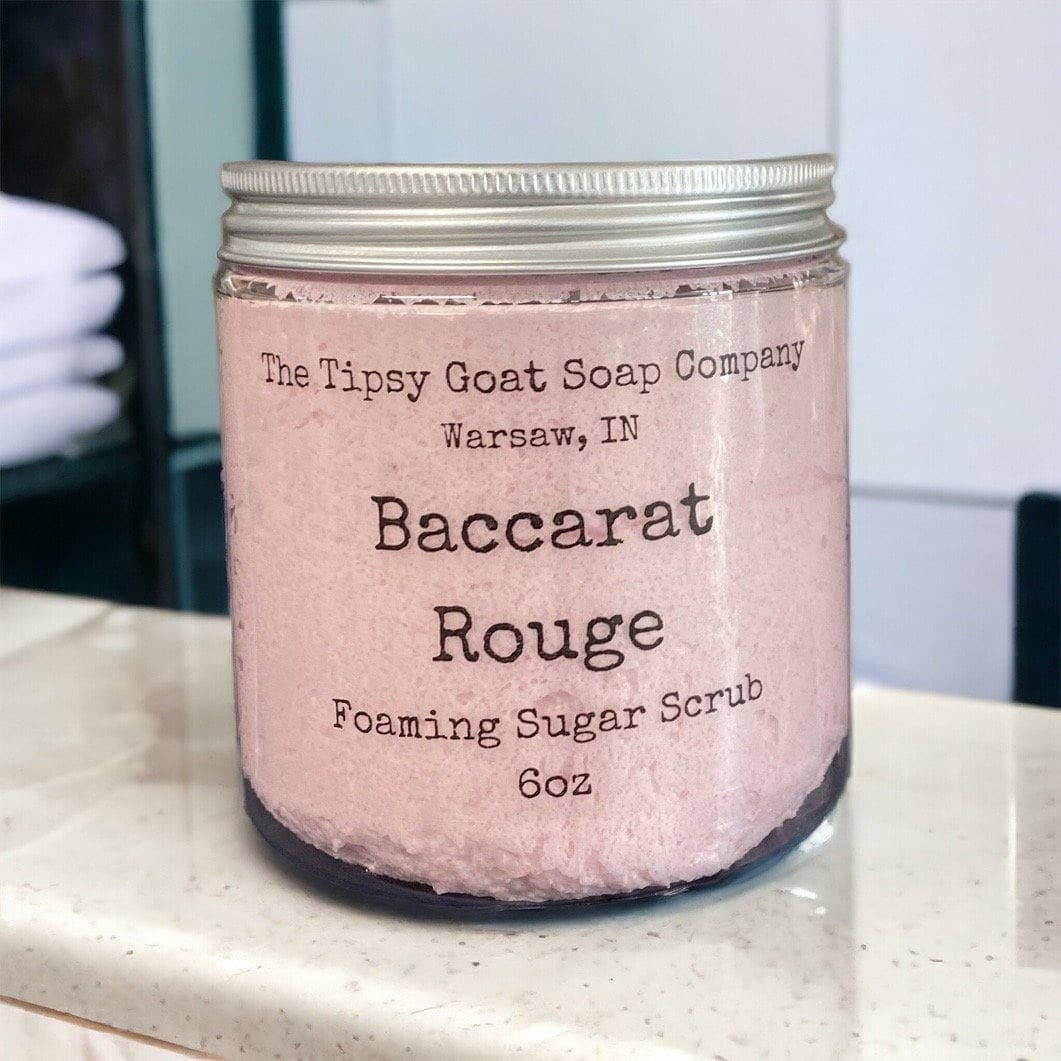 The Tipsy Goat Soap Company
Warsaw, IN
Baccarat
Rouge
Foaming Sugar Scrub
6oz